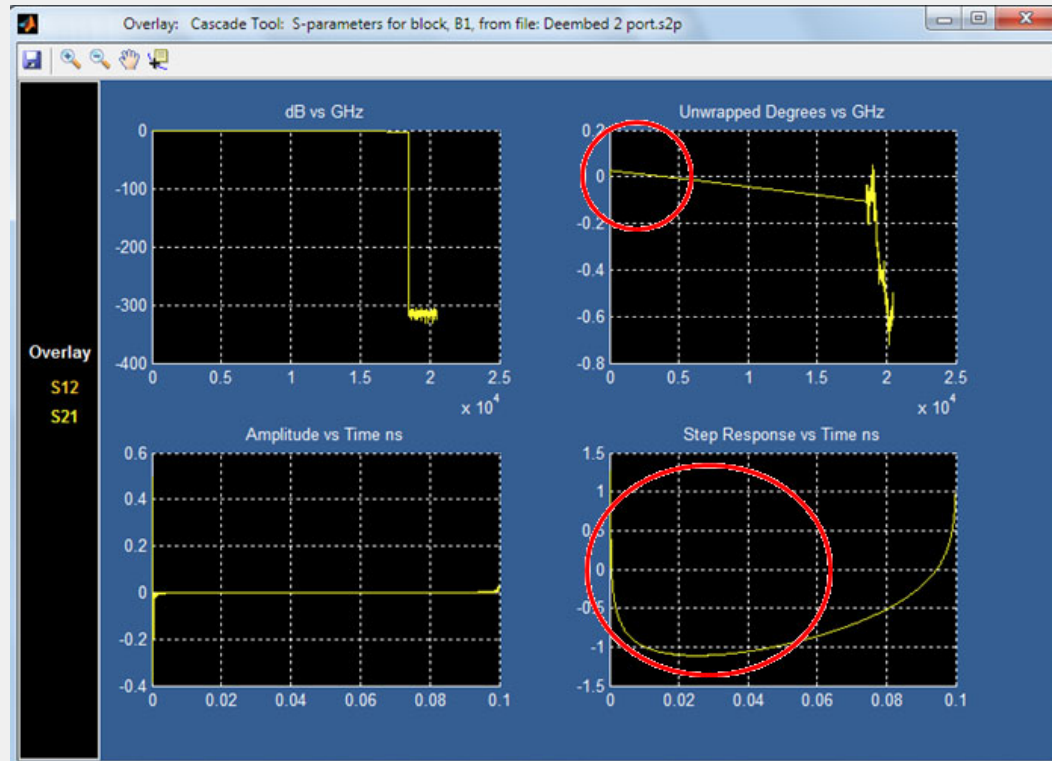 Overlay: Cascade Tool: S-parameters for block, B1, from file: Deembed 2 port.s2p
Overlay
S12
S21
dB vs GHz
0
-100
-200
-300
-400
0 0.5 1 1.5 2 2.5
x 10^4
Unwrapped Degrees vs GHz
0.2
0
-0.2
-0.4
-0.6
-0.8
0 0.5 1 1.5 2 2.5
x 10^4
Amplitude vs Time ns
0.6
0.4
0.2
0
-0.2
-0.4
0 0.02 0.04 0.06 0.08 0.1
Step Response vs Time ns
1.5
1
0.5
0
-0.5
-1
-1.5
0 0.02 0.04 0.06 0.08 0.1